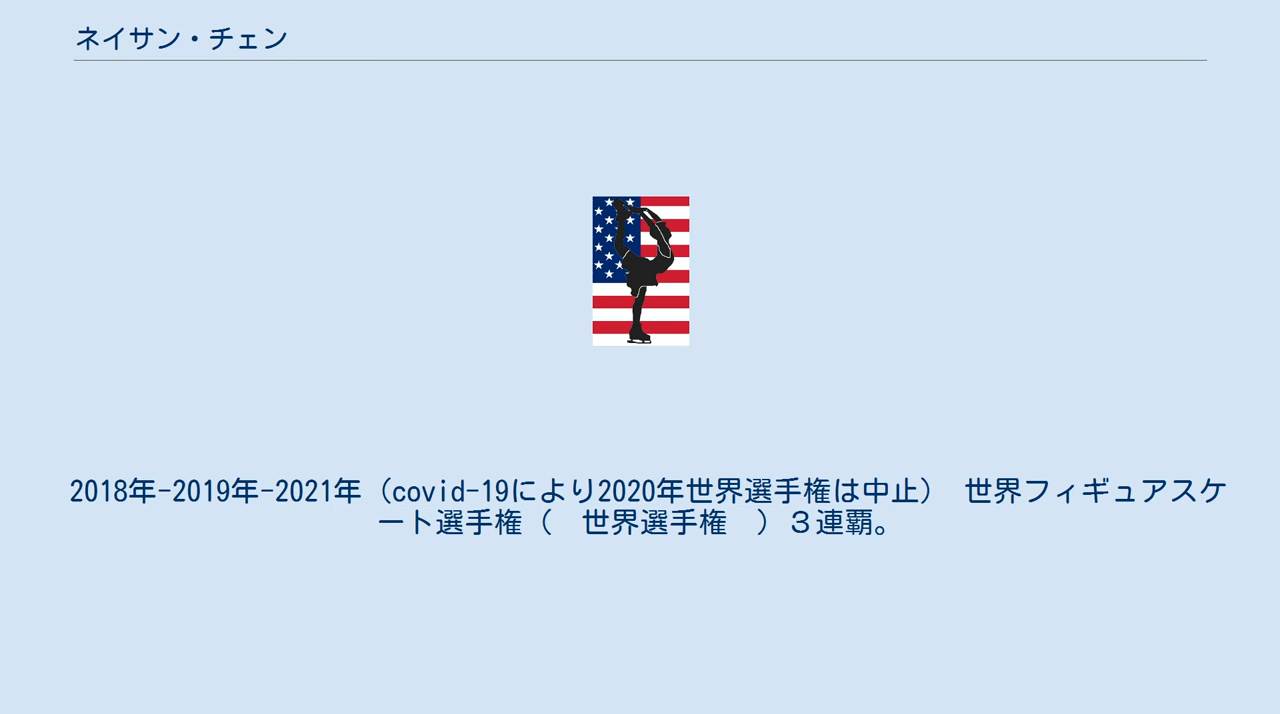 ネイサン・チェン
2018年-2019年-2021年（covid-19により2020年世界選手権は中止）　世界フィギュアスケ
ート選手権（　世界選手権　）３連覇。